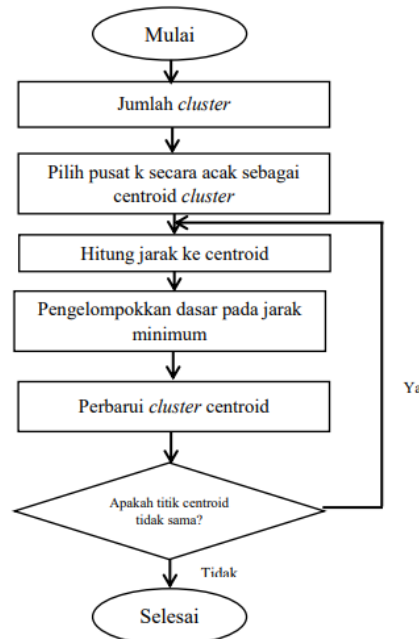 Mulai
Jumlah cluster
Pilih pusat k secara acak sebagai
centroid cluster
Hitung jarak ke centroid
Pengelompokkan dasar pada jarak
minimum
Perbarui cluster centroid
Ya
Apakah titik centroid
tidak sama?
Tidak
Selesai